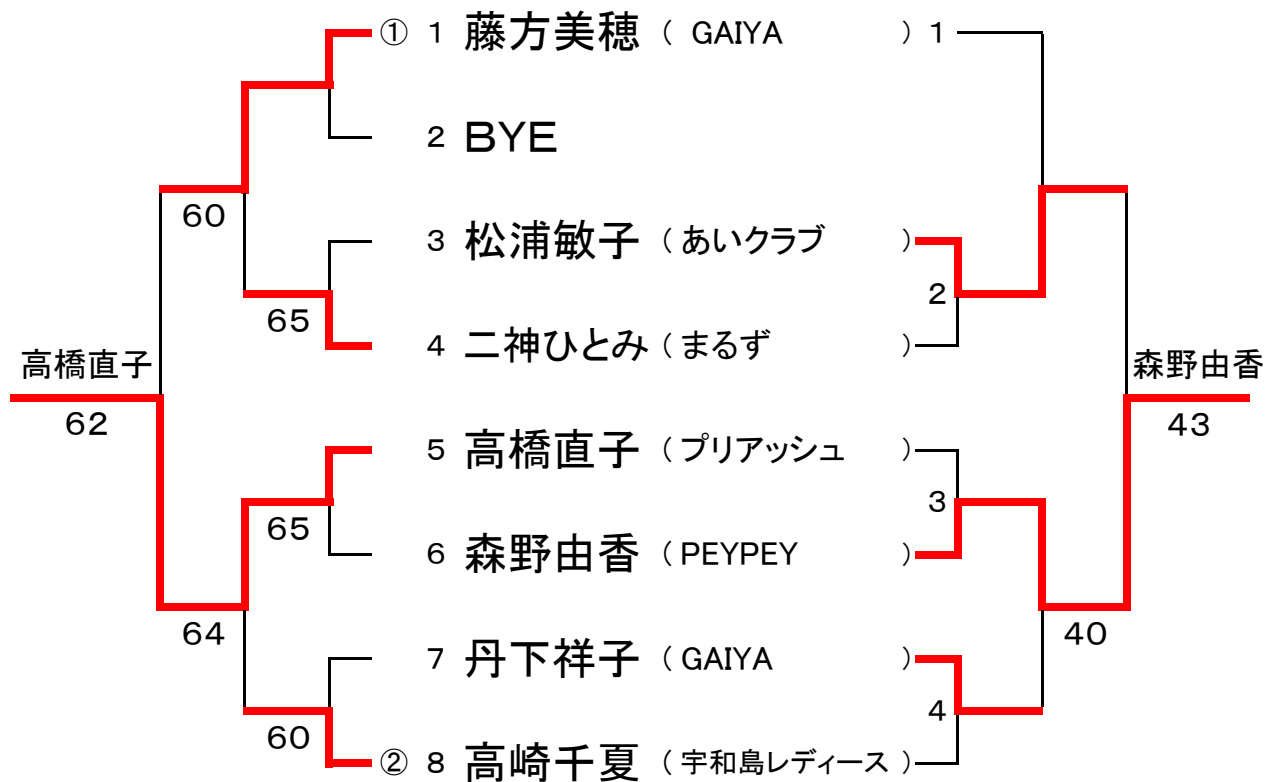 ① 1 藤方美穂 ( GAIYA ) 1
2 BYE
60
3 松浦敏子 ( あいクラブ )
2
65
4 二神ひとみ ( まるず )
高橋直子
森野由香
62
43
5 高橋直子 ( プリアッシュ )
65
3
6 森野由香 ( PEYPEY )
64
40
7 丹下祥子 ( GAIYA )
60
4
② 8 高崎千夏 ( 宇和島レディース )